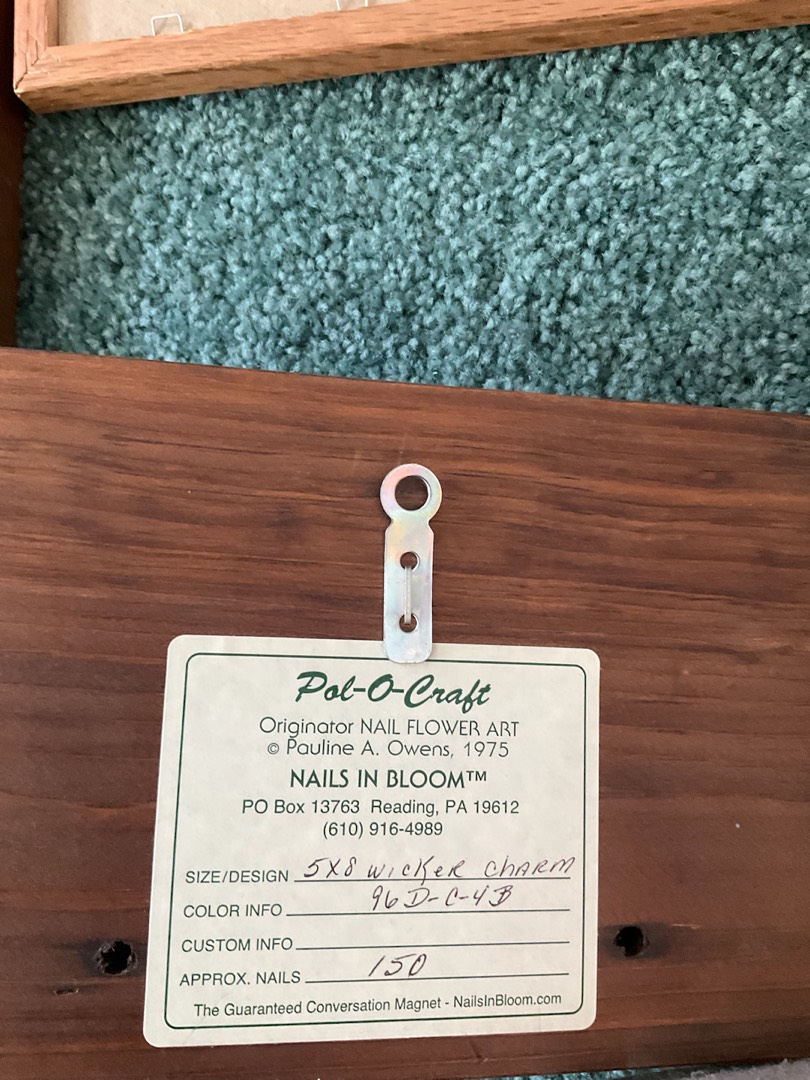 Pol-O-Craft
Originator NAIL FLOWER ART
© Pauline A. Owens, 1975
NAILS IN BLOOM™
PO Box 13763 Reading, PA 19612
(610) 916-4989
SIZE/DESIGN 5X8 WICKER CHARM
COLOR INFO 96D-C-4B
CUSTOM INFO
APPROX. NAILS 150
The Guaranteed Conversation Magnet - NailsInBloom.com